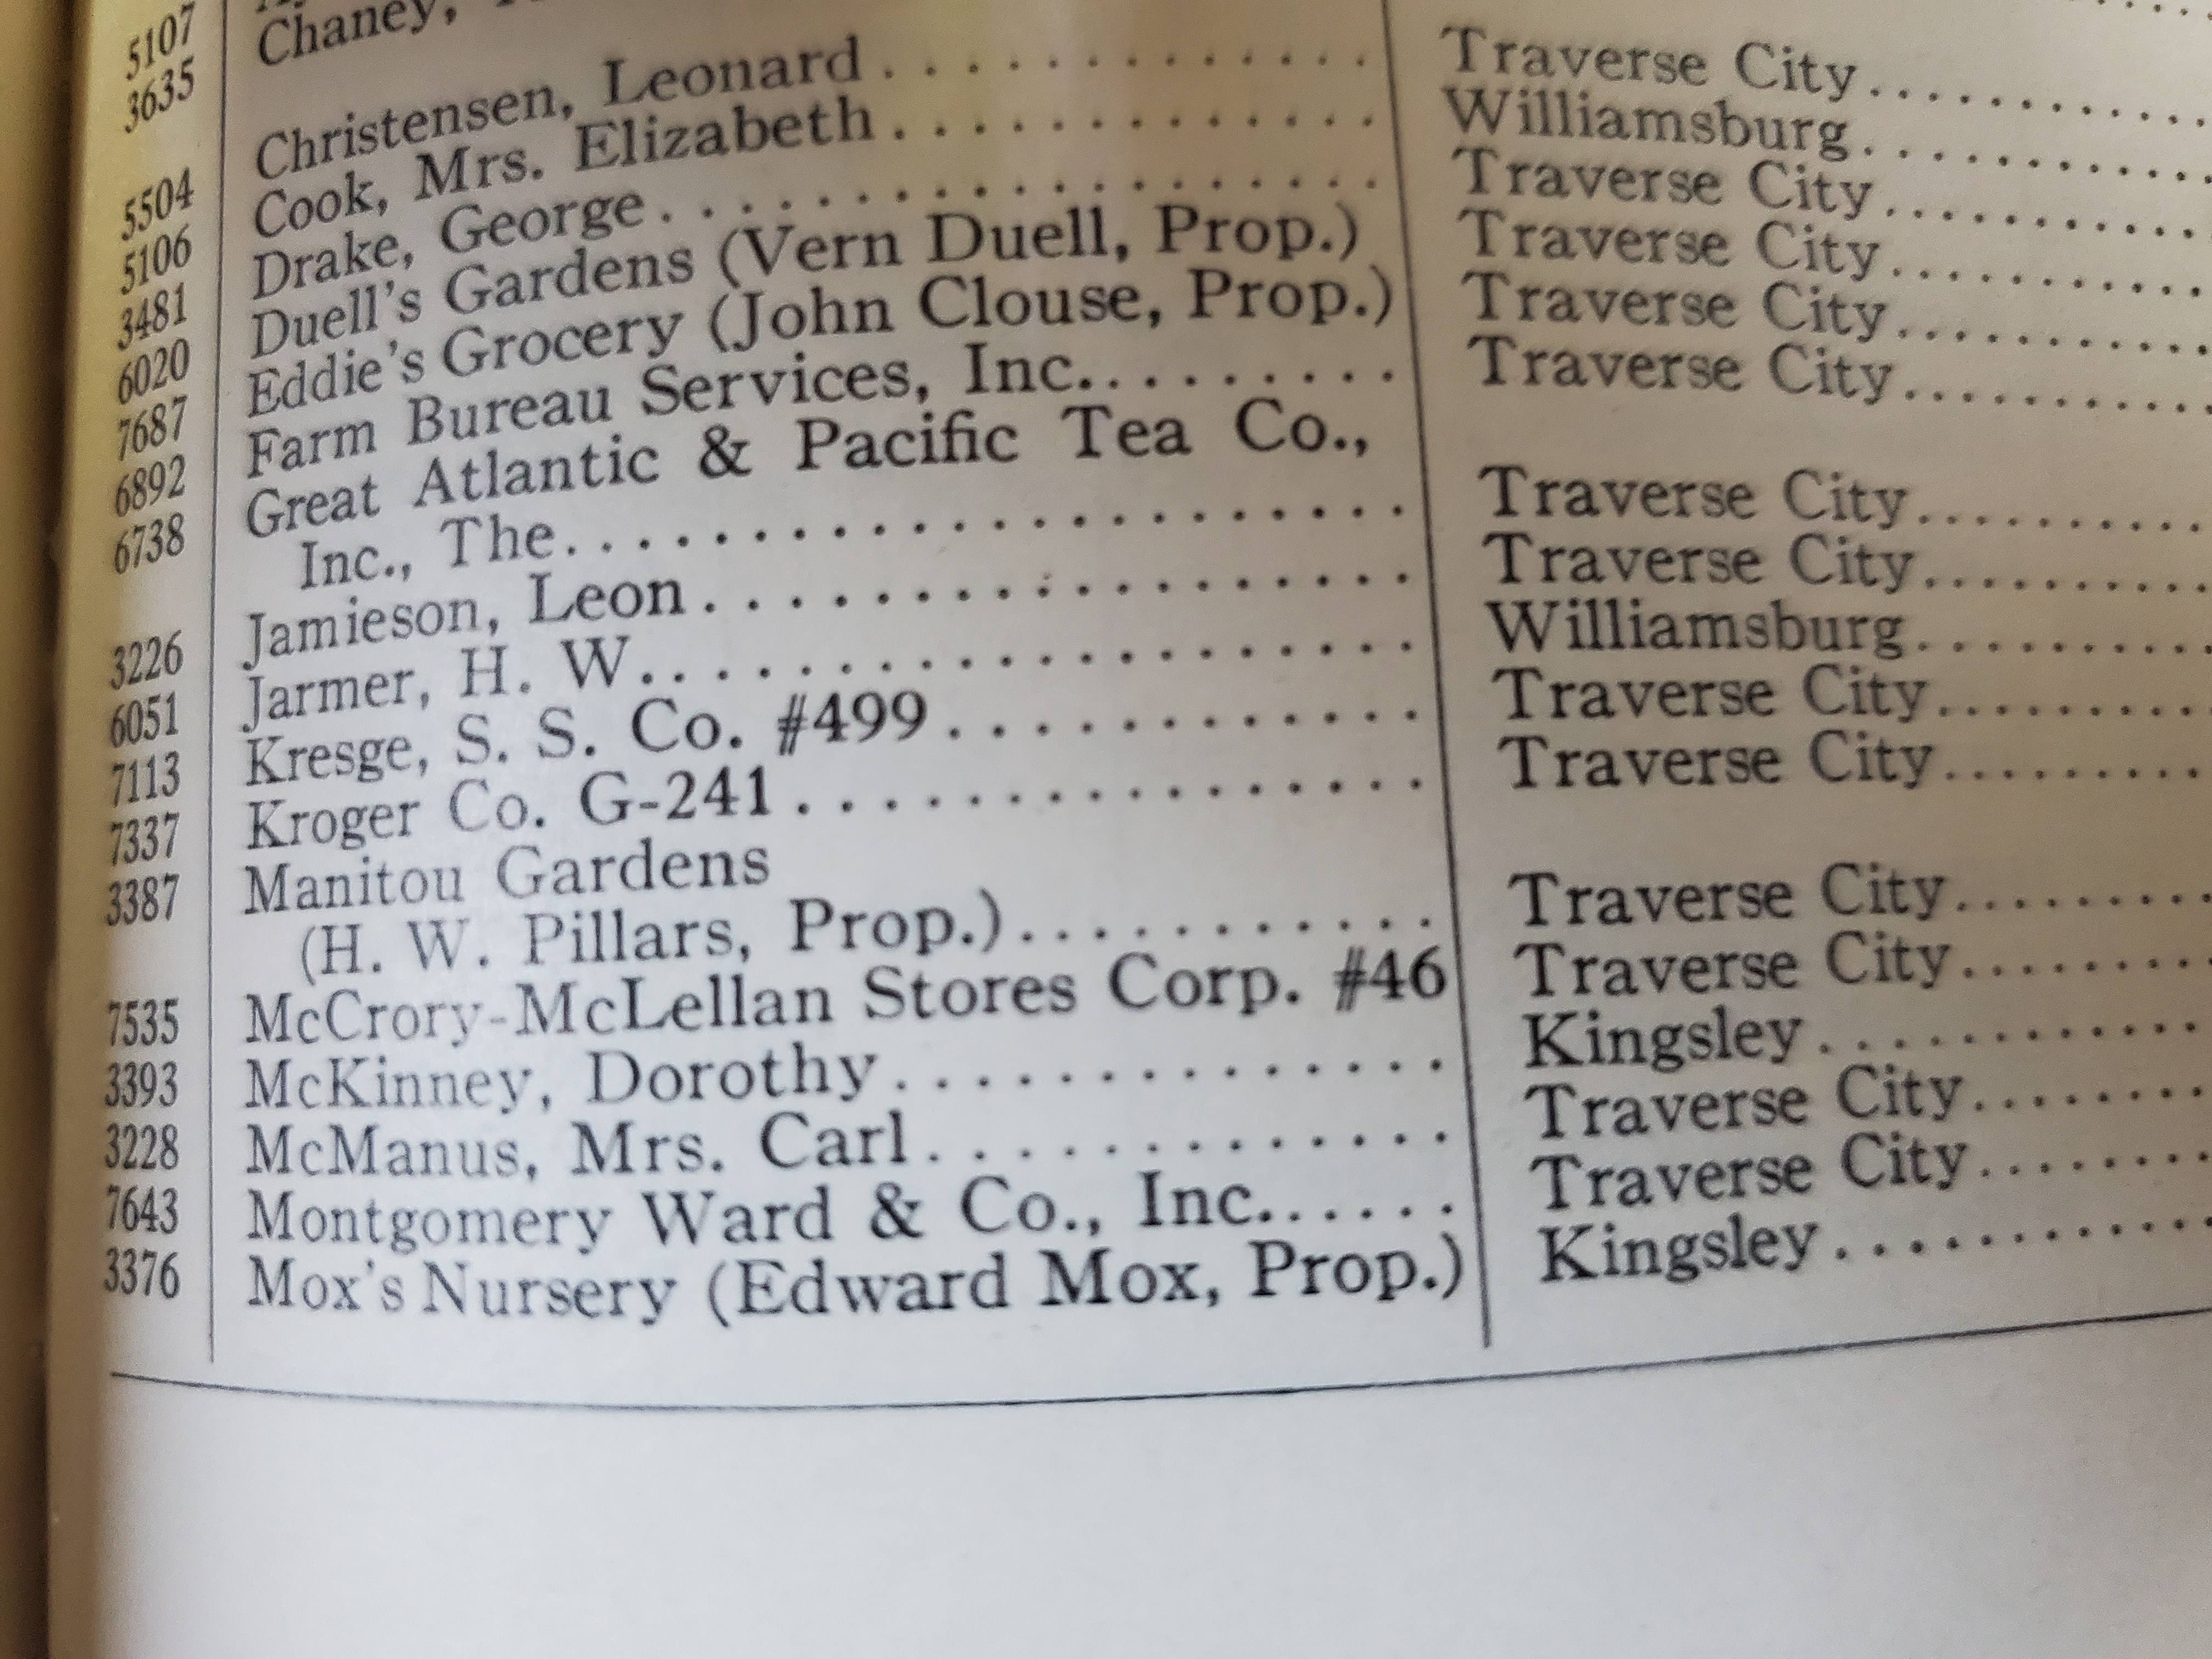 5107
3635 Chaney,
5504 Christensen, Leonard . . . . . . . . . . . . . Traverse City . . . . . . . . . .
5106 Cook, Mrs. Elizabeth . . . . . . . . . . . . . Williamsburg . . . . . . . . . .
3481 Drake, George . . . . . . . . . . . . . . . . . Traverse City . . . . . . . . . .
6020 Duell's Gardens (Vern Duell, Prop.) Traverse City . . . . . . . . . .
7687 Eddie's Grocery (John Clouse, Prop.) Traverse City . . . . . . . . . .
6892 Farm Bureau Services, Inc. . . . . . . . . Traverse City . . . . . . . . . .
6738 Great Atlantic & Pacific Tea Co.,
Inc., The . . . . . . . . . . . . . . . . . . . . Traverse City . . . . . . . . . .
3226 Jamieson, Leon . . . . . . . . . . . . . . . . . Traverse City . . . . . . . . . .
6051 Jarmer, H. W. . . . . . . . . . . . . . . . . . . Williamsburg . . . . . . . . . .
7113 Kresge, S. S. Co. #499 . . . . . . . . . . . . Traverse City . . . . . . . . . .
7337 Kroger Co. G-241 . . . . . . . . . . . . . . . . Traverse City . . . . . . . . .
3387 Manitou Gardens
(H. W. Pillars, Prop.) . . . . . . . . . . . . Traverse City . . . . . . . . .
7535 McCrory-McLellan Stores Corp. #46 Traverse City . . . . . . . .
3393 McKinney, Dorothy . . . . . . . . . . . . . . Kingsley . . . . . . . . . . .
3228 McManus, Mrs. Carl . . . . . . . . . . . . . Traverse City . . . . . . . .
7643 Montgomery Ward & Co., Inc. . . . . . Traverse City . . . . . . . .
3376 Mox's Nursery (Edward Mox, Prop.) Kingsley . . . . . . . . . . .